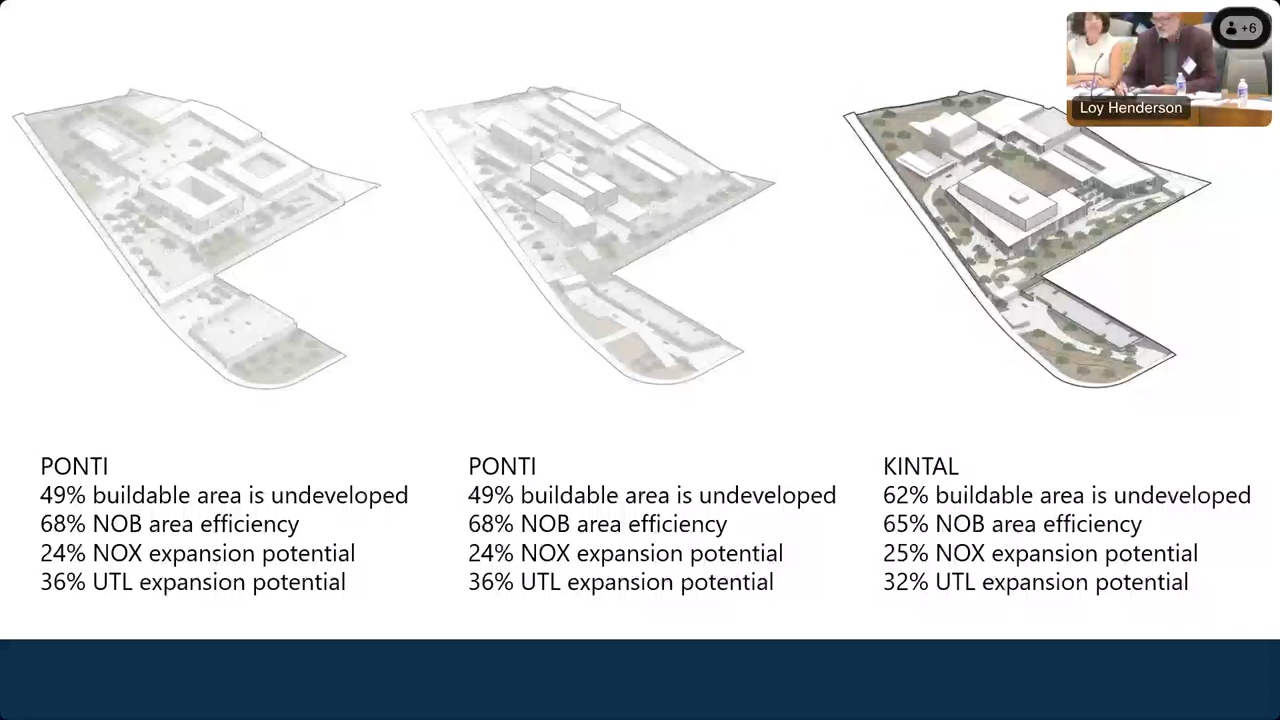 +6
Loy Henderson
PONTI
49% buildable area is undeveloped
68% NOB area efficiency
24% NOX expansion potential
36% UTL expansion potential
PONTI
49% buildable area is undeveloped
68% NOB area efficiency
24% NOX expansion potential
36% UTL expansion potential
KINTAL
62% buildable area is undeveloped
65% NOB area efficiency
25% NOX expansion potential
32% UTL expansion potential